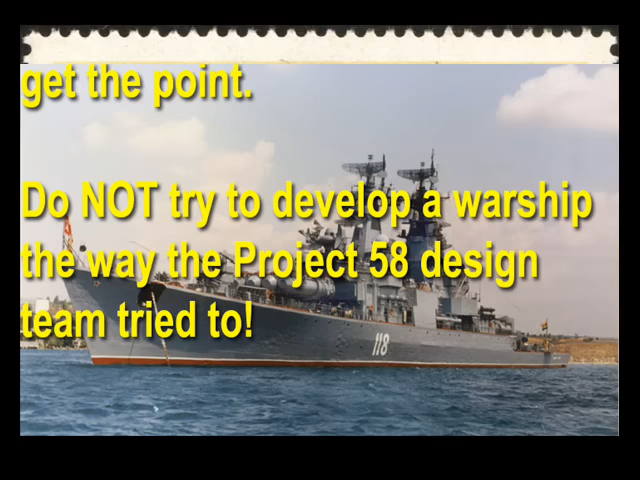 get the point.
Do NOT try to develop a warship
the way the Project 58 design
team tried to!
118